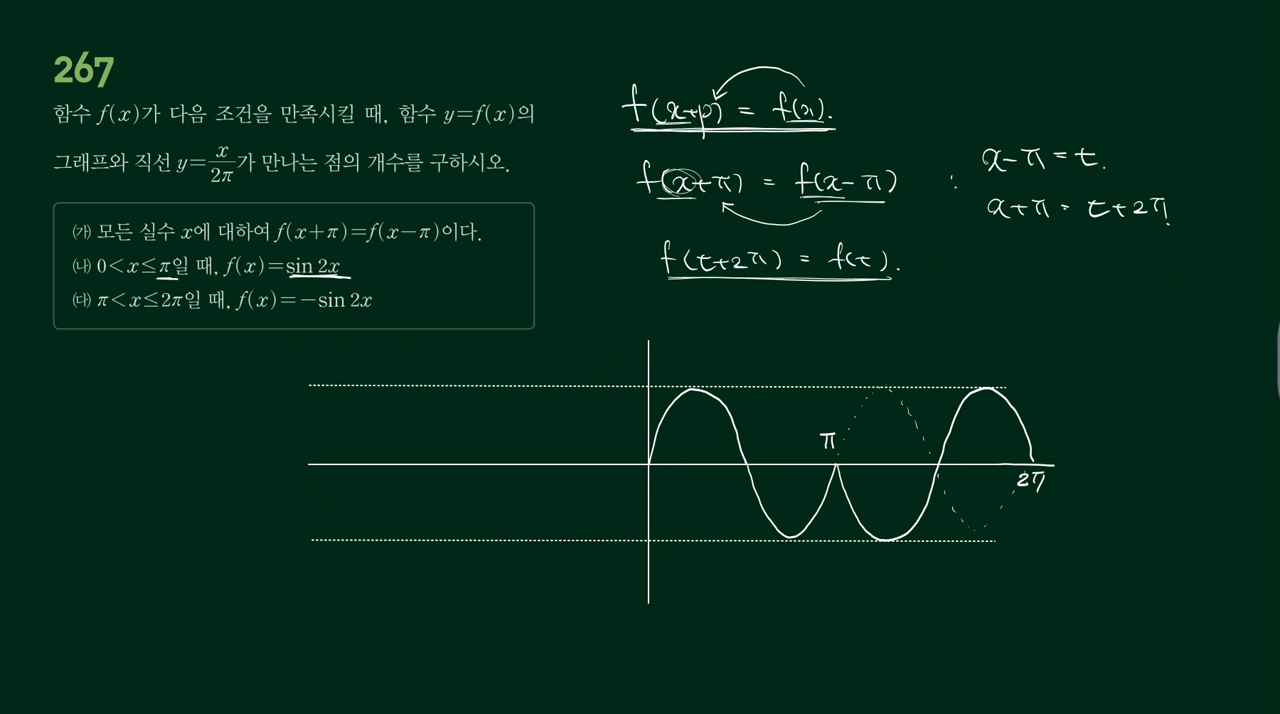 267
함수 f(x)가 다음 조건을 만족시킬 때, 함수 y=f(x)의
그래프와 직선 y=x/2π가 만나는 점의 개수를 구하시오.
㈎ 모든 실수 x에 대하여 f(x+π)=f(x-π)이다.
㈏ 0<x≤π일 때, f(x)=sin 2x
㈐ π<x≤2π일 때, f(x)=-sin 2x
f(x+p) = f(x).
f(x+π) = f(x-π)
f(t+2π) = f(t).
x-π = t.
x+π = t+2π
π
2π